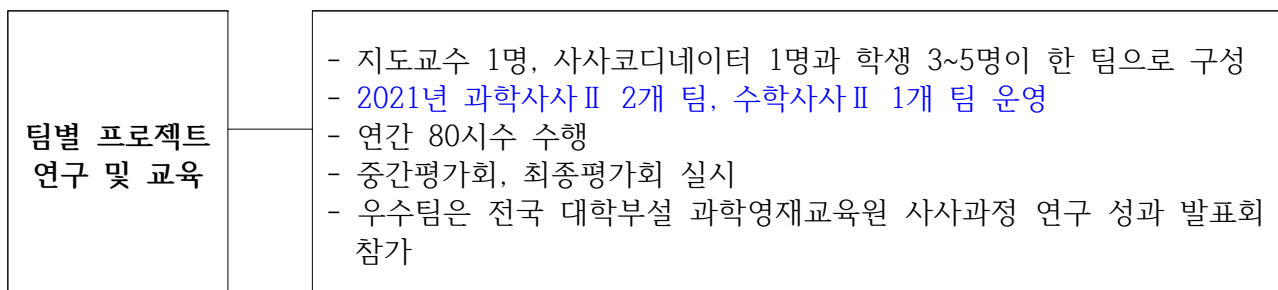 팀별 프로젝트
연구 및 교육
- 지도교수 1명, 사사코디네이터 1명과 학생 3~5명이 한 팀으로 구성
- 2021년 과학사사Ⅱ 2개 팀, 수학사사Ⅱ 1개 팀 운영
- 연간 80시수 수행
- 중간평가회, 최종평가회 실시
- 우수팀은 전국 대학부설 과학영재교육원 사사과정 연구 성과 발표회
참가